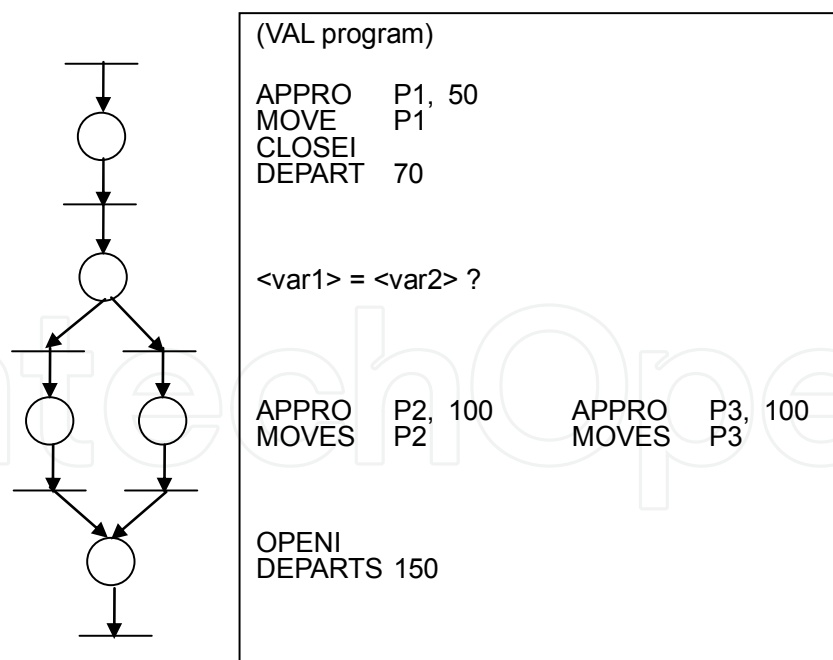 (VAL program)
APPRO P1, 50
MOVE P1
CLOSEI
DEPART 70
<var1> = <var2> ?
APPRO P2, 100 APPRO P3, 100
MOVES P2 MOVES P3
OPENI
DEPARTS 150
ntechOpe